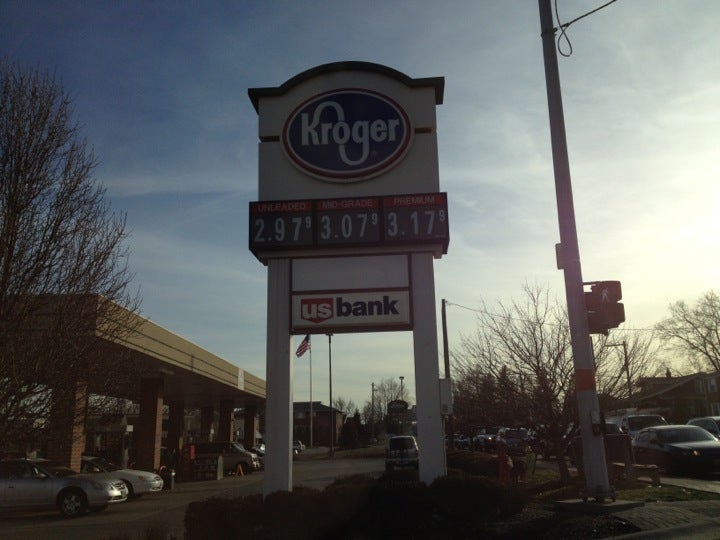 Kroger
UNLEADED MID-GRADE PREMIUM
2.97 9 3.07 9 3.17 9
us bank